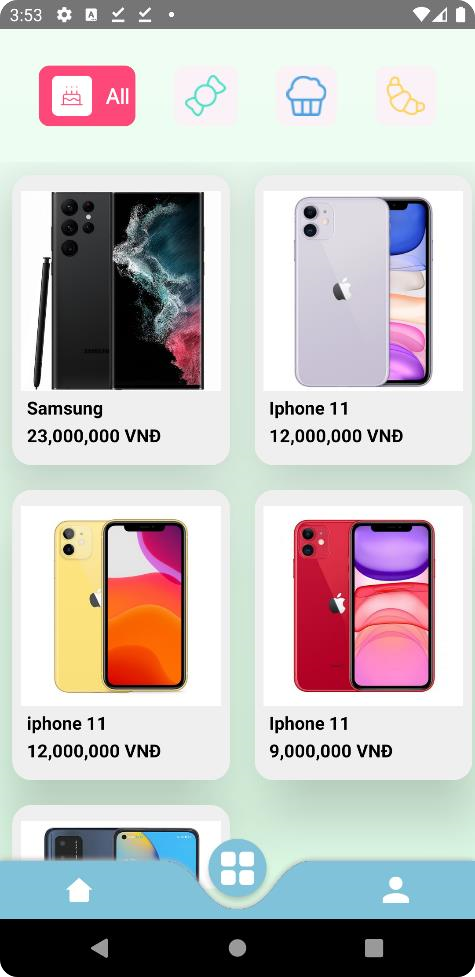 3:53
All
SAMSUNG
Samsung
23,000,000 VNĐ
Iphone 11
12,000,000 VNĐ
iphone 11
12,000,000 VNĐ
Iphone 11
9,000,000 VNĐ